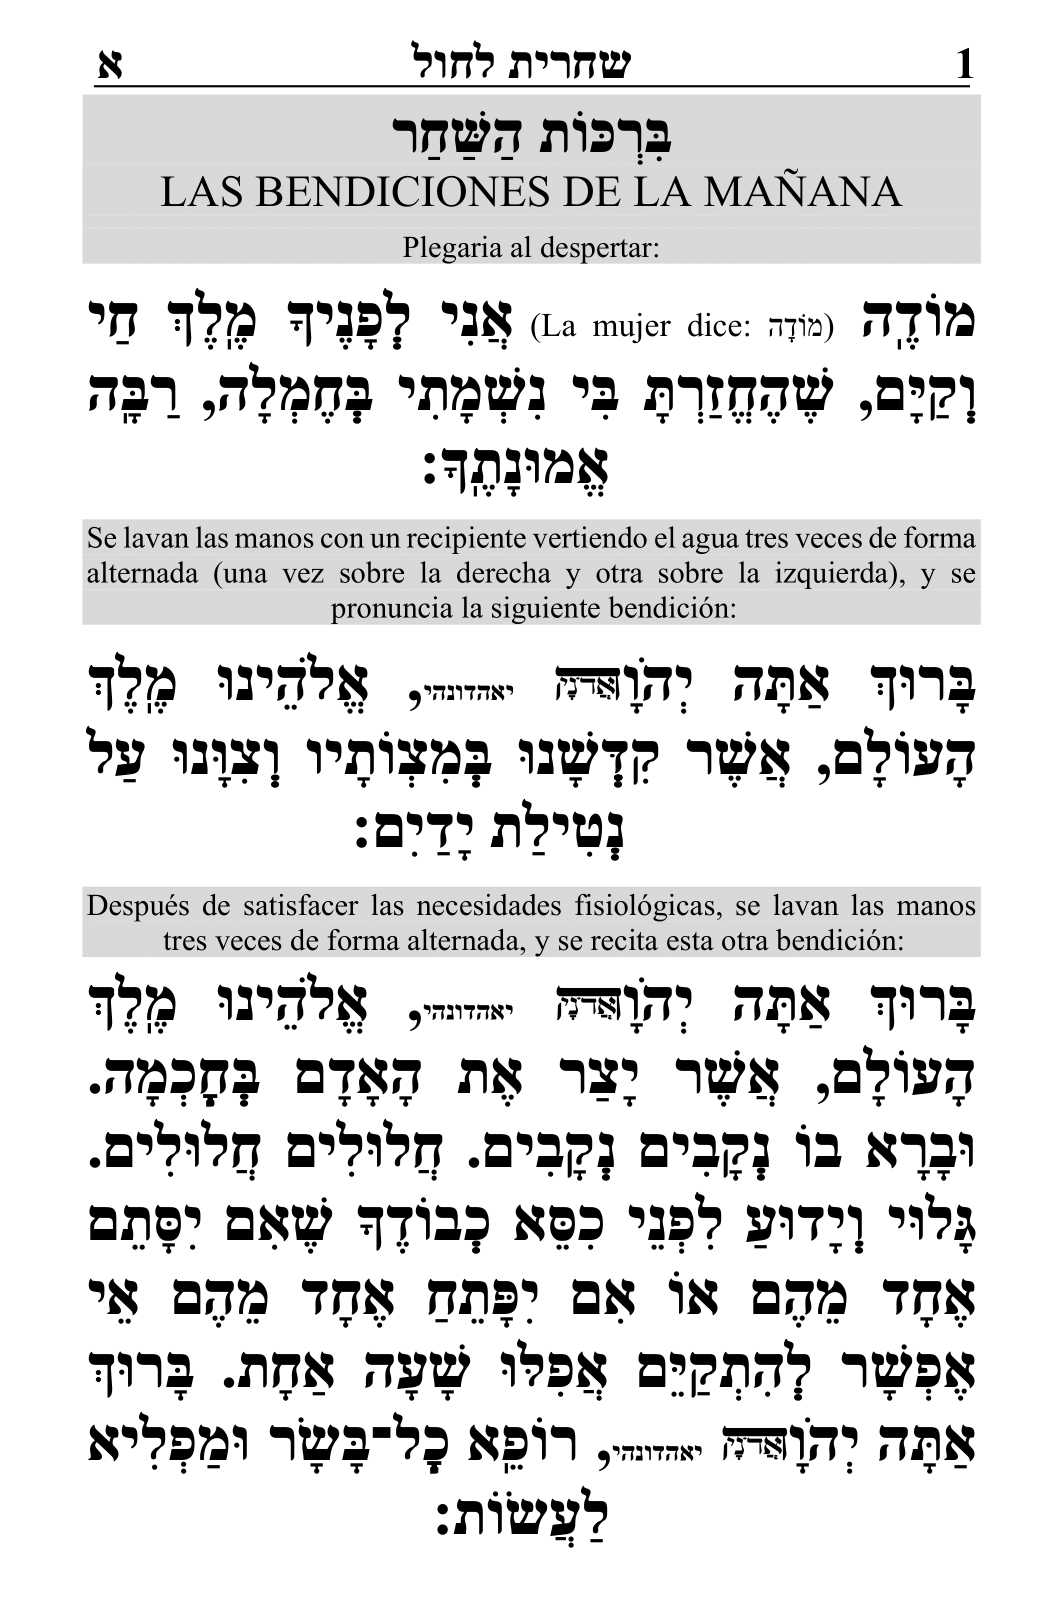 א שחרית לחול 1
בִּרְכּוֹת הַשַּׁחַר
LAS BENDICIONES DE LA MAÑANA
Plegaria al despertar:
מוֹדֶֽה (La mujer dice: מוֹדָה) אֲנִי לְפָנֶיךָ מֶֽלֶךְ חַי
וְקַיָּם, שֶׁהֶחֱזַרְתָּ בִּי נִשְׁמָתִי בְּחֶמְלָה, רַבָּֽה
אֱמוּנָתֶֽךָ:
Se lavan las manos con un recipiente vertiendo el agua tres veces de forma
alternada (una vez sobre la derecha y otra sobre la izquierda), y se
pronuncia la siguiente bendición:
בָּרוּךְ אַתָּה יְהֹוָאֲדֹנָיה יאהדונהי, אֱלֹהֵינוּ מֶֽלֶךְ
הָעוֹלָם, אֲשֶׁר קִדְּשָׁנוּ בְּמִצְוֹתָיו וְצִוָּנוּ עַל
נְטִילַת יָדַיִם:
Después de satisfacer las necesidades fisiológicas, se lavan las manos
tres veces de forma alternada, y se recita esta otra bendición:
בָּרוּךְ אַתָּה יְהֹוָאֲדֹנָיה יאהדונהי, אֱלֹהֵינוּ מֶֽלֶךְ
הָעוֹלָם, אֲשֶׁר יָצַר אֶת הָאָדָם בְּחָכְמָה.
וּבָרָא בוֹ נְקָבִים נְקָבִים. חֲלוּלִים חֲלוּלִים.
גָּלוּי וְיָדוּעַ לִפְנֵי כִסֵּא כְבוֹדֶךָ שֶׁאִם יִסָּתֵם
אֶחָד מֵהֶם אוֹ אִם יִפָּתֵחַ אֶחָד מֵהֶם אֵי
אֶפְשָׁר לְהִתְקַיֵּם אֲפִלּוּ שָׁעָה אַחָת. בָּרוּךְ
אַתָּה יְהֹוָאֲדֹנָיה יאהדונהי, רוֹפֵֽא כָל־בָּשָׂר וּמַפְלִיא
לַעֲשׂוֹת: